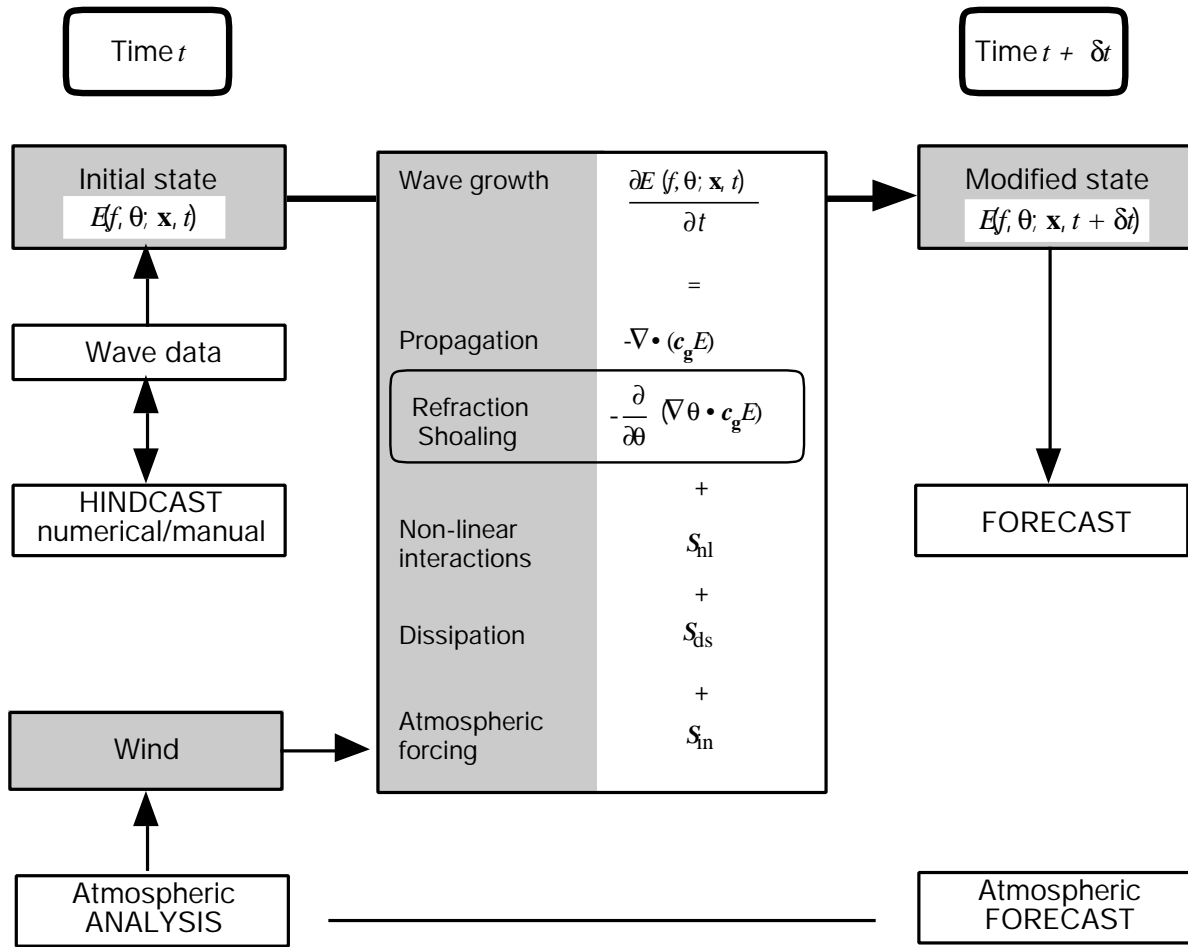 Time t
Time t + δt
Initial state
E(f, θ; x, t)
Wave growth
∂E (f, θ; x, t)
∂t
Modified state
E(f, θ; x, t + δt)
=
Wave data
Propagation
-∇• (cgE)
Refraction
Shoaling
-∂/∂θ (∇θ • cgE)
HINDCAST
numerical/manual
+
Non-linear
interactions
Snl
FORECAST
+
Dissipation
Sds
+
Wind
Atmospheric
forcing
Sin
Atmospheric
ANALYSIS
Atmospheric
FORECAST